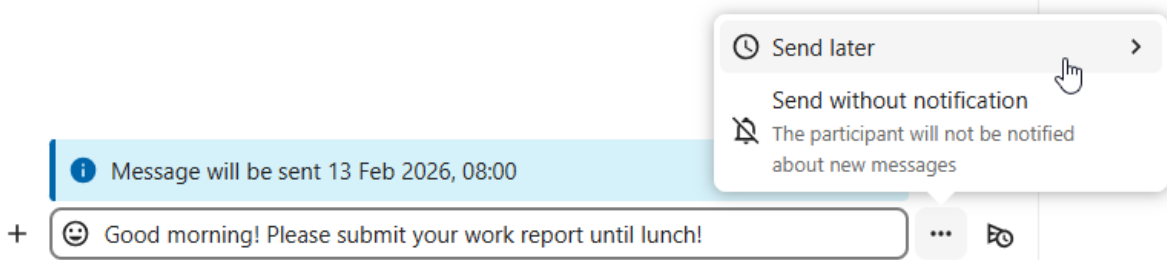 Send later
Send without notification
The participant will not be notified
about new messages
Message will be sent 13 Feb 2026, 08:00
Good morning! Please submit your work report until lunch!